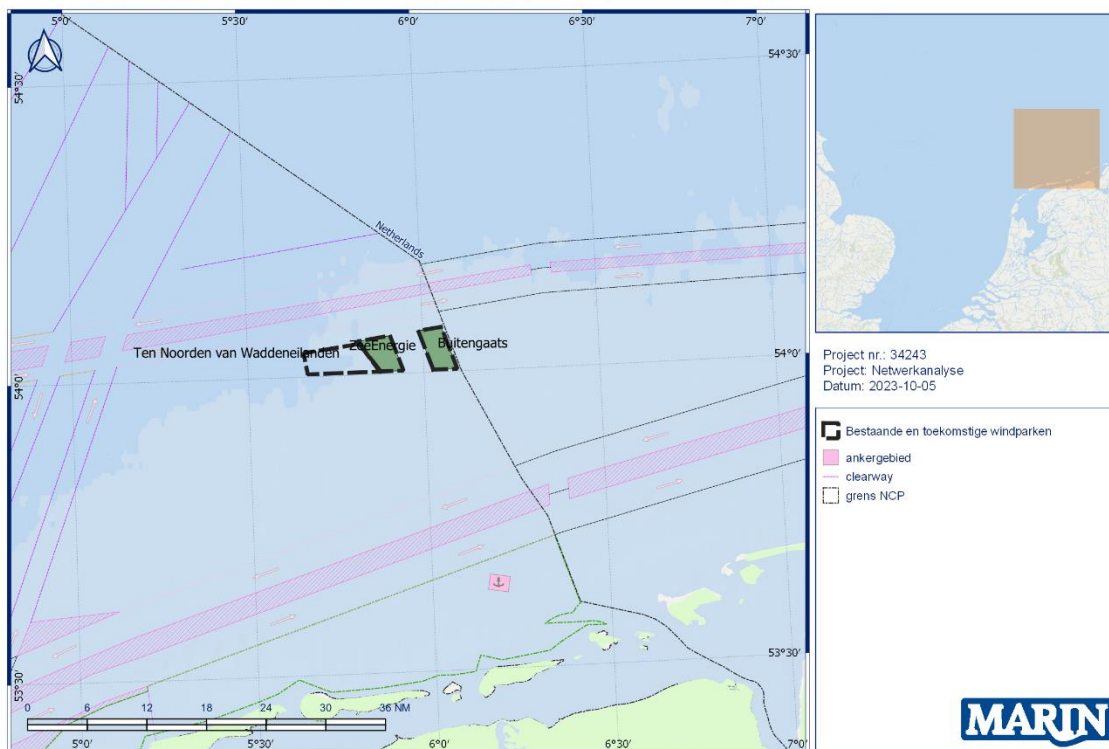 5°0' 5°30' 6°0' 6°30' 7°0'
54°30'
54°30'
Netherlands
Ten Noorden van Waddeneilanden
ZeeEnergie
Buitengaats
54°0'
54°0'
53°30'
53°30'
0 6 12 18 24 30 36 NM
5°0' 5°30' 6°0' 6°30' 7°0'
Project nr.: 34243
Project: Netwerkanalyse
Datum: 2023-10-05
Bestaande en toekomstige windparken
ankergebied
clearway
grens NCP
MARIN